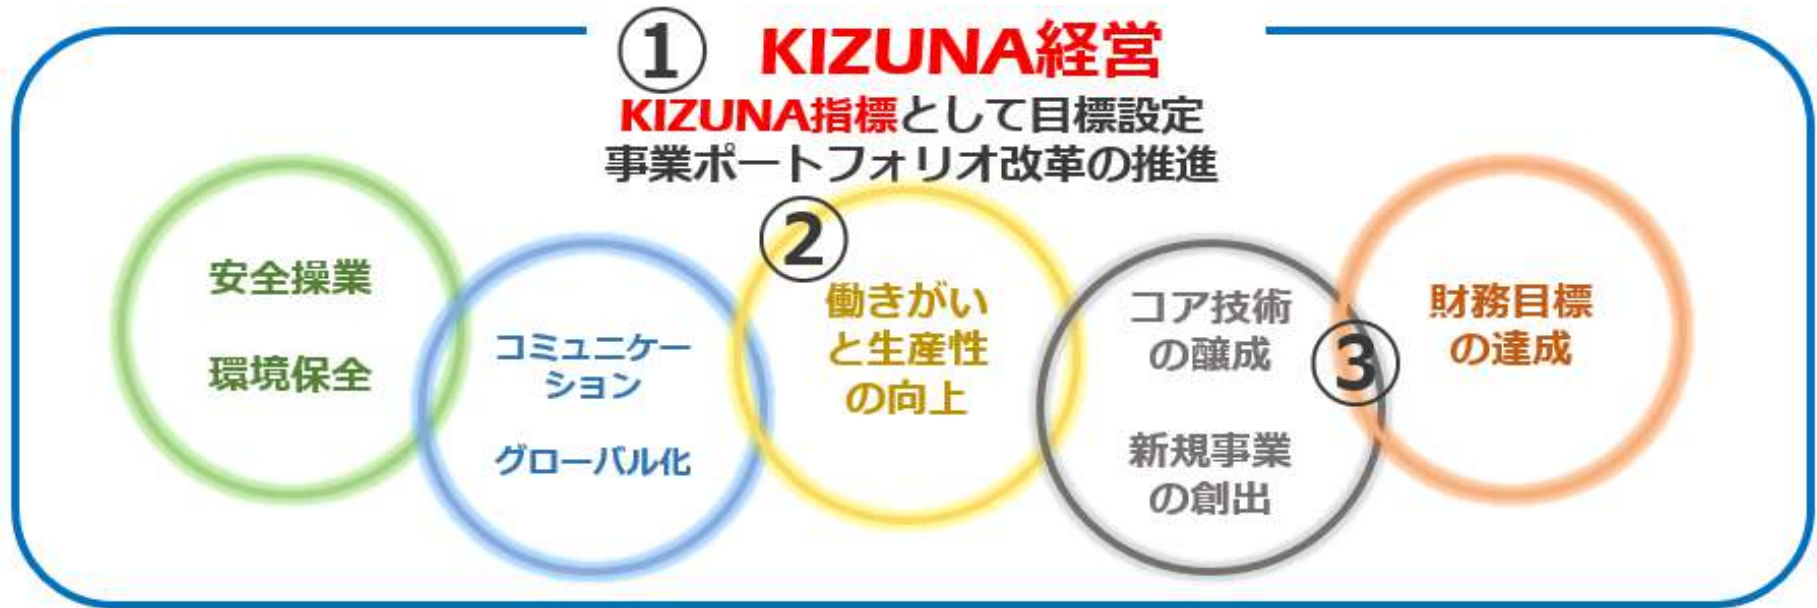 ① KIZUNA経営
KIZUNA指標として目標設定
事業ポートフォリオ改革の推進
安全操業
環境保全
コミュニケー
ション
グローバル化
②
働きがい
と生産性
の向上
コア技術
の醸成
新規事業
の創出
③
財務目標
の達成